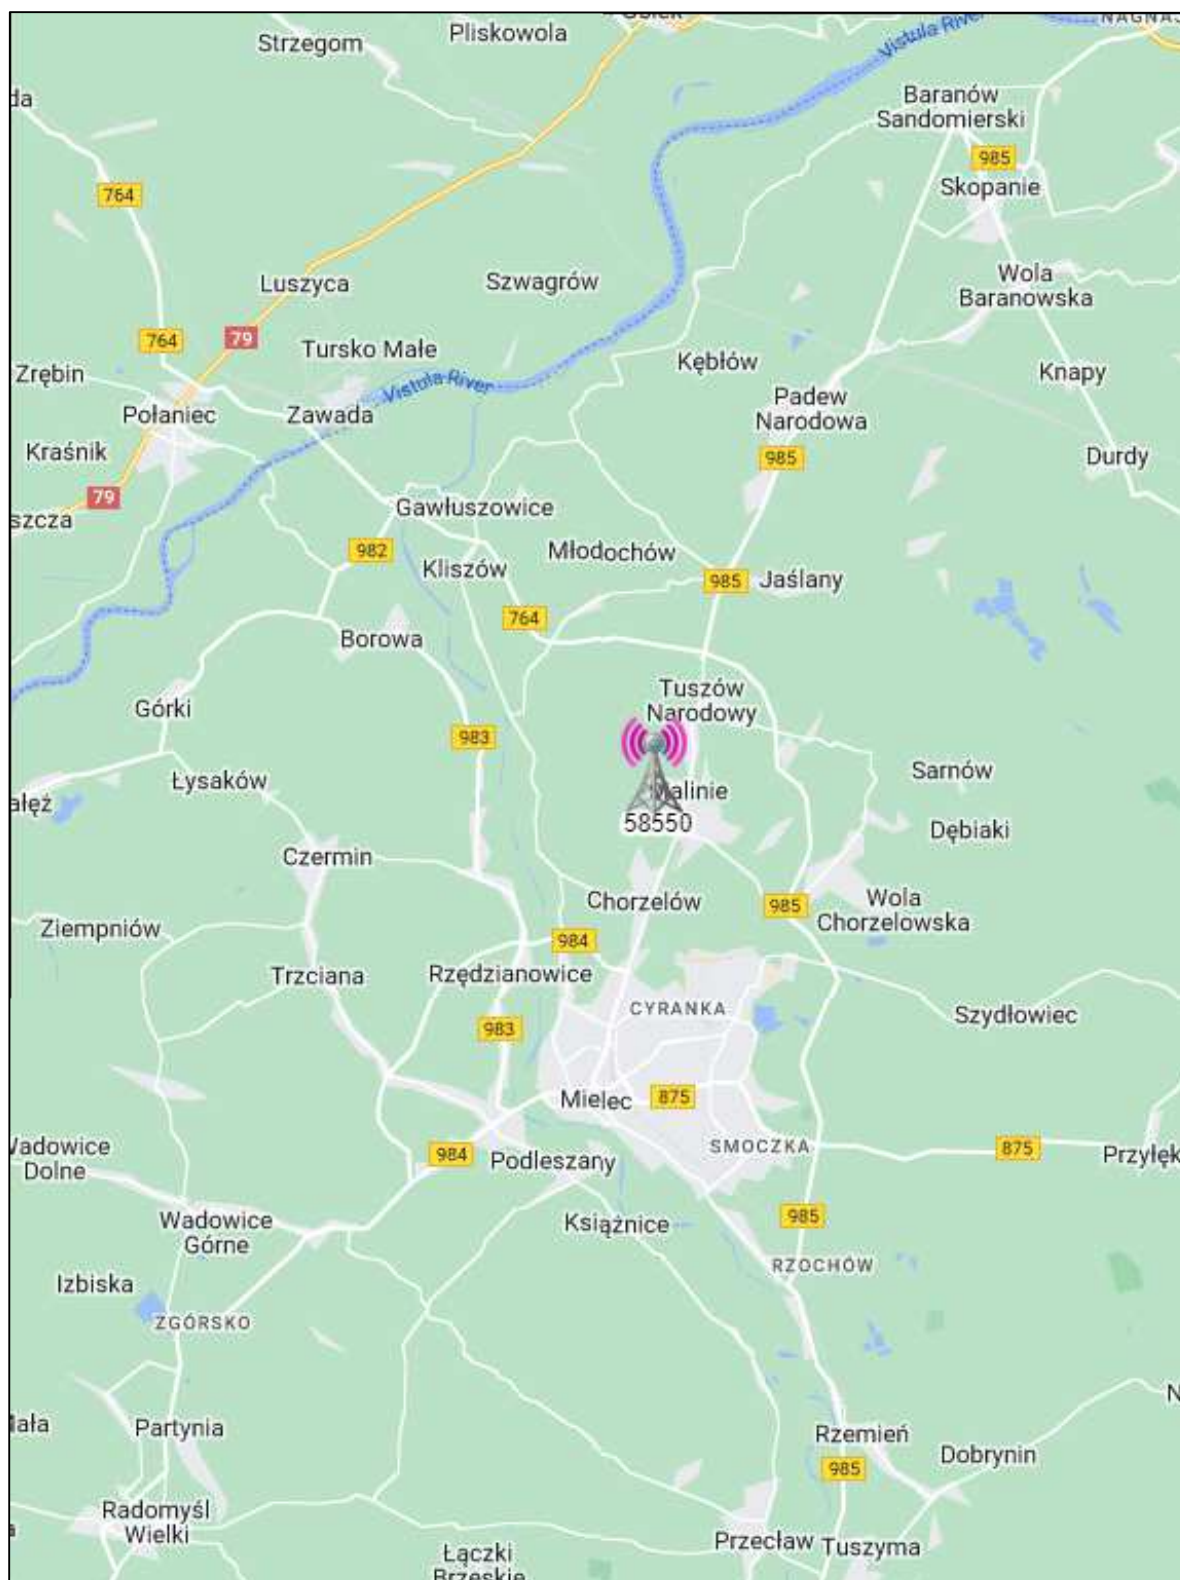 Strzegom
Pliskowola
Vistula River
Baranów
Sandomierski
985
Skopanie
764
Luszyca
Szwagrów
Wola
Baranowska
79
764
Tursko Małe
Zrębin
Vistula River
Kębłów
Knapy
Połaniec
Zawada
Padew
Narodowa
Kraśnik
985
Durdy
79
Gawłuszowice
982
Młodochów
Kliszów
985
Jaślany
764
Borowa
Tuszów
Narodowy
Górki
983
Łysaków
Sarnów
58550
Dębiaki
Czermin
Chorzelów
985
Wola
Chorzelowska
Ziempniów
984
Trzciana
Rzędzianowice
CYRANKA
Szydłowiec
983
Mielec
875
Wadowice
Dolne
984
Podleszany
SMOCZKA
875
Przyłęk
Wadowice
Górne
Książnice
985
RZOCHÓW
Izbiska
ZGÓRSKO
Partynia
Rzemień
Dobrynin
985
Radomyśl
Wielki
Przecław
Tuszyma
Łączki
Brzeskie